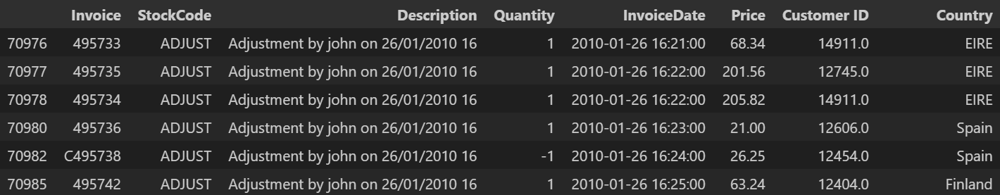 Invoice StockCode Description Quantity InvoiceDate Price Customer ID Country
70976 495733 ADJUST Adjustment by john on 26/01/2010 16 1 2010-01-26 16:21:00 68.34 14911.0 EIRE
70977 495735 ADJUST Adjustment by john on 26/01/2010 16 1 2010-01-26 16:22:00 201.56 12745.0 EIRE
70978 495734 ADJUST Adjustment by john on 26/01/2010 16 1 2010-01-26 16:22:00 205.82 14911.0 EIRE
70980 495736 ADJUST Adjustment by john on 26/01/2010 16 1 2010-01-26 16:23:00 21.00 12606.0 Spain
70982 C495738 ADJUST Adjustment by john on 26/01/2010 16 -1 2010-01-26 16:24:00 26.25 12454.0 Spain
70985 495742 ADJUST Adjustment by john on 26/01/2010 16 1 2010-01-26 16:25:00 63.24 12404.0 Finland